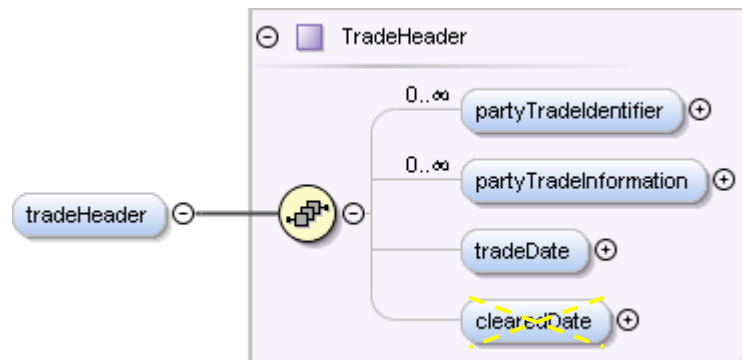 TradeHeader
0..∞
partyTradeIdentifier
0..∞
partyTradeInformation
tradeHeader
tradeDate
clearedDate